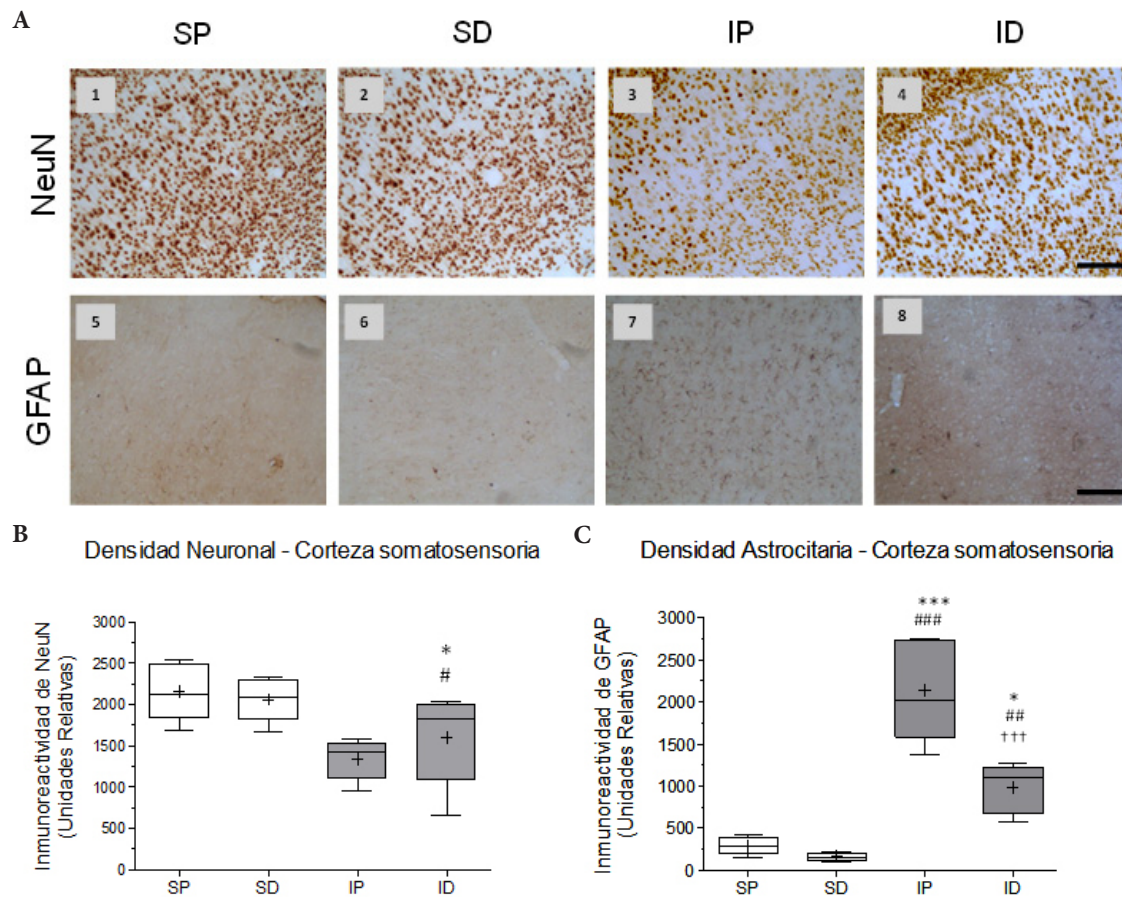 A
SP SD IP ID
NeuN
1 2 3 4
GFAP
5 6 7 8
B
Densidad Neuronal - Corteza somatosensoria
Inmunoreactividad de NeuN
(Unidades Relativas)
3000
2500
2000
1500
1000
500
0
*
#
SP SD IP ID
C
Densidad Astrocitaria - Corteza somatosensoria
Inmunoreactividad de GFAP
(Unidades Relativas)
3000
2500
2000
1500
1000
500
0
***
###
*
##
†††
SP SD IP ID